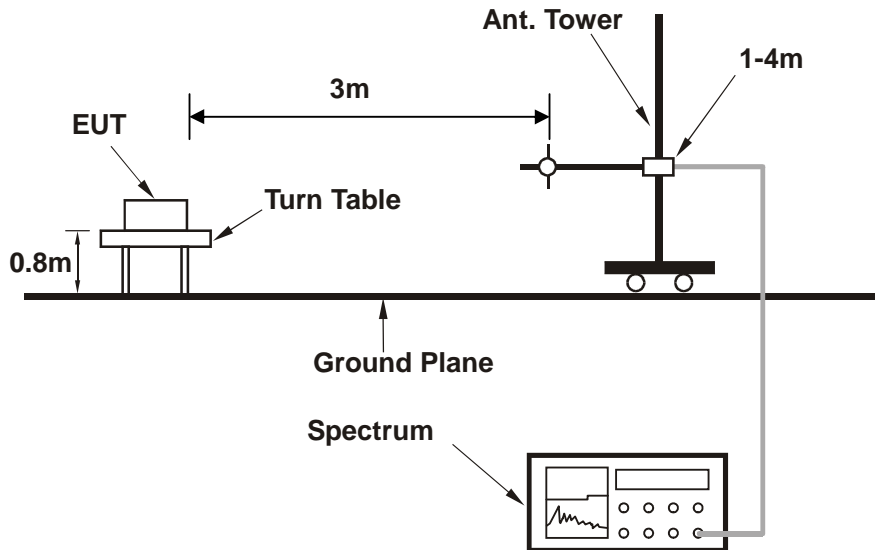 Ant. Tower
1-4m
3m
EUT
Turn Table
0.8m
Ground Plane
Spectrum